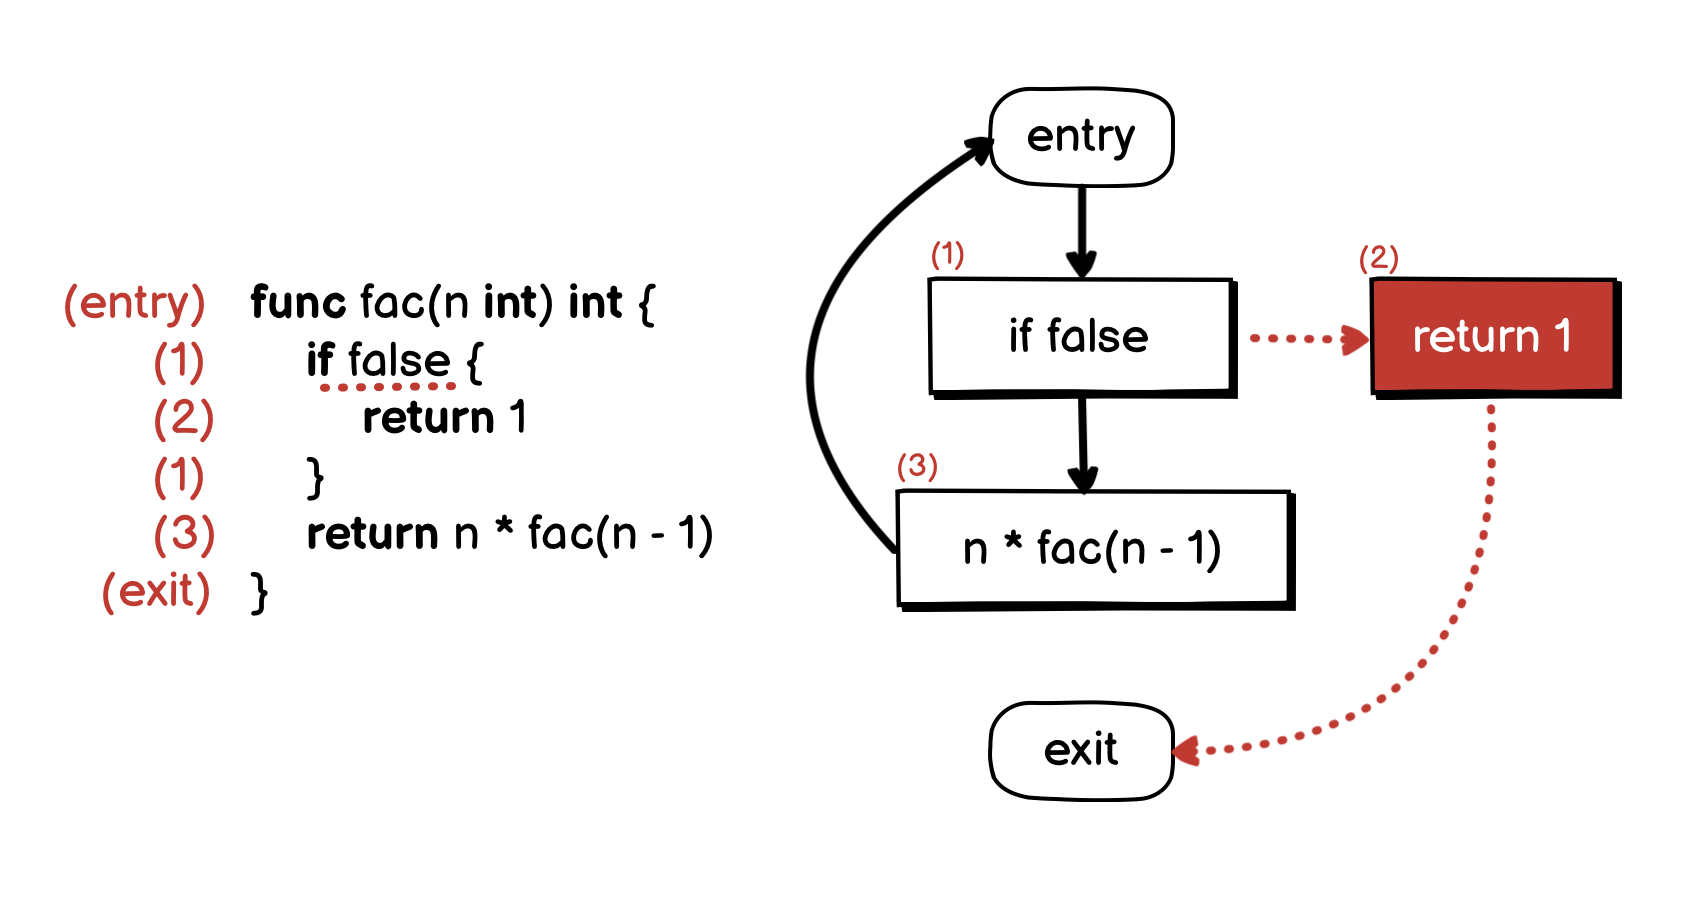 (entry) func fac(n int) int {
(1) if false {
(2) return 1
(1) }
(3) return n * fac(n - 1)
(exit) }
entry
(1)
if false
(2)
return 1
(3)
n * fac(n - 1)
exit